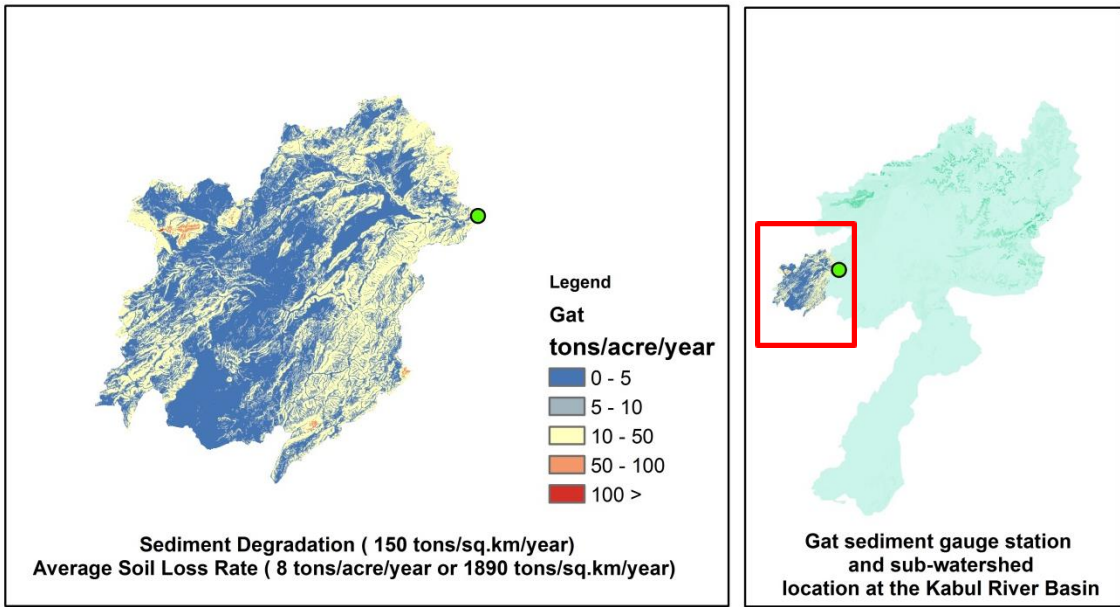 Legend
Gat
tons/acre/year
0 - 5
5 - 10
10 - 50
50 - 100
100 >
Sediment Degradation ( 150 tons/sq.km/year)
Average Soil Loss Rate ( 8 tons/acre/year or 1890 tons/sq.km/year)
Gat sediment gauge station
and sub-watershed
location at the Kabul River Basin